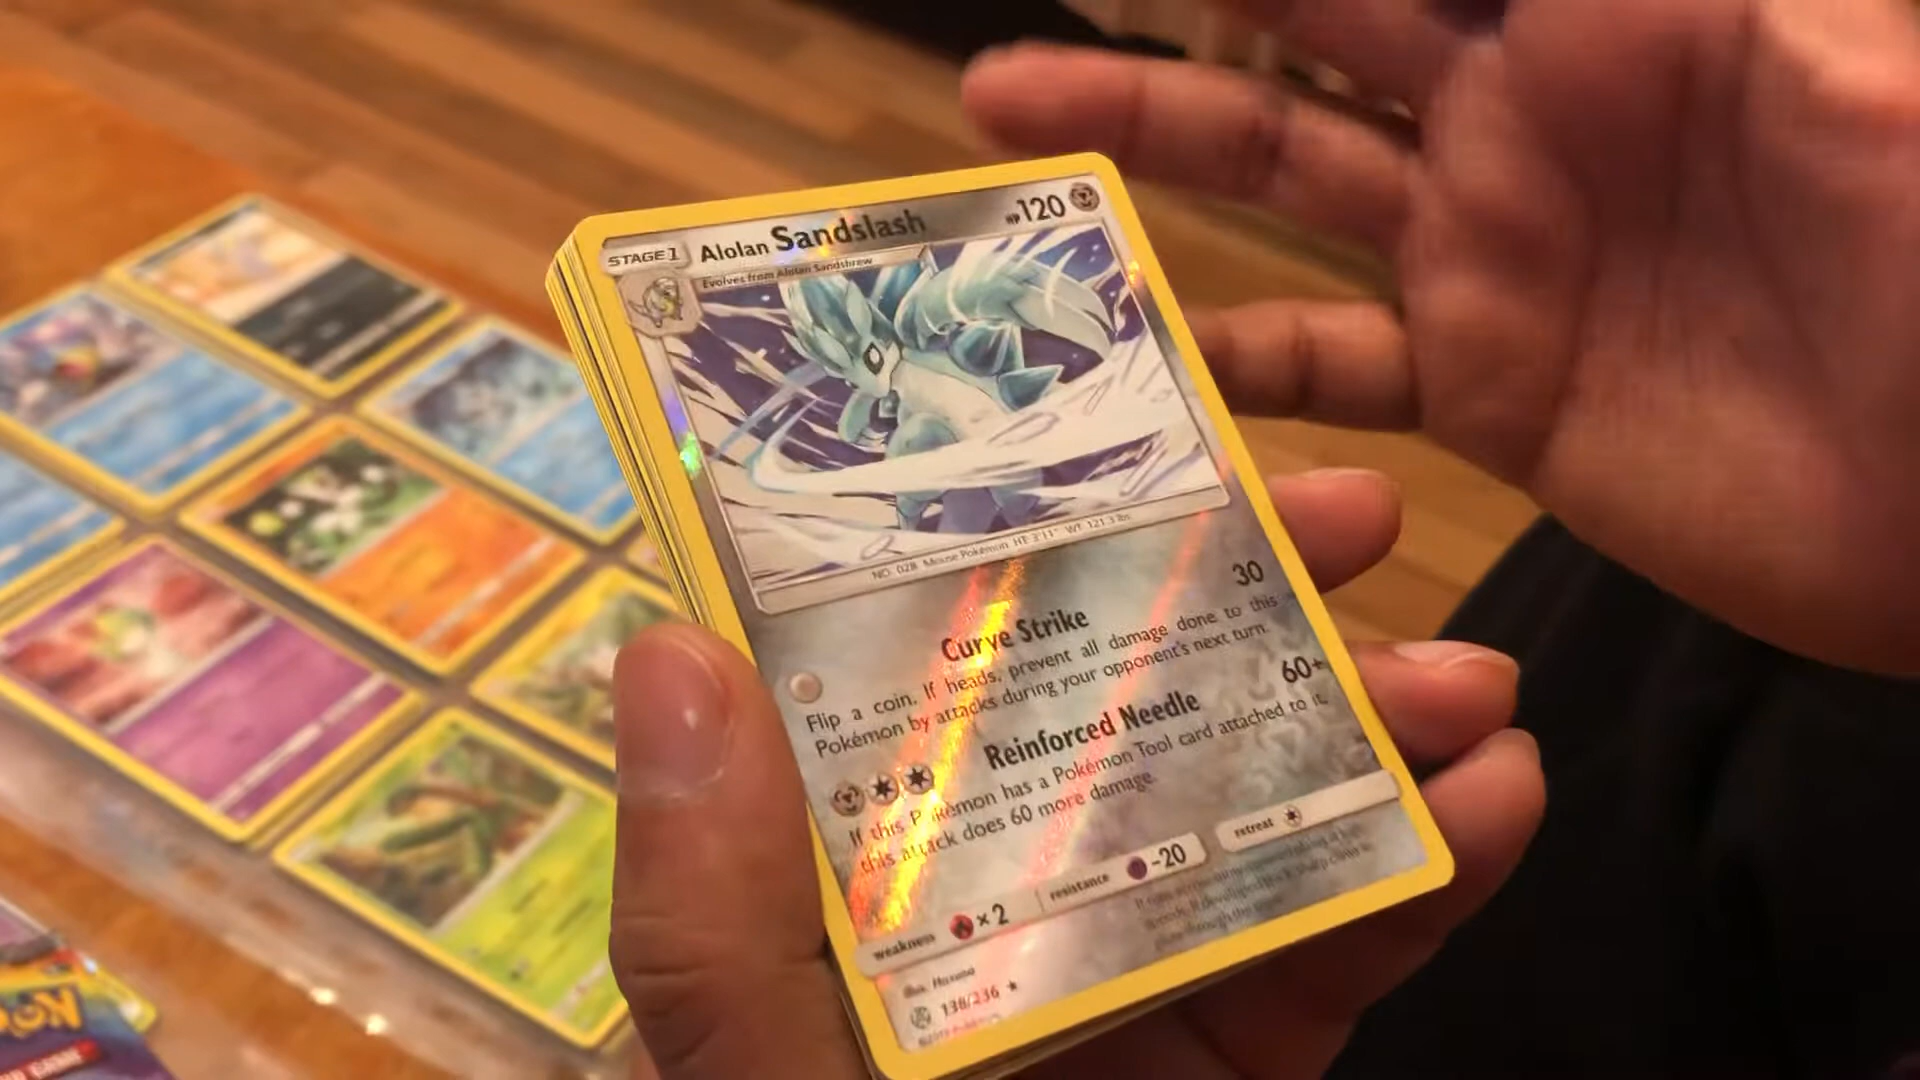 STAGE 1 Alolan Sandslash HP 120
Evolves from Alolan Sandshrew
NO. 028 Mouse Pokémon HT: 3'11" WT: 121.3 lbs.
Curve Strike 30
Flip a coin. If heads, prevent all damage done to this
Pokémon by attacks during your opponent's next turn.
Reinforced Needle 60+
If this Pokémon has a Pokémon Tool card attached to it,
this attack does 60 more damage.
weakness ×2 resistance -20 retreat
illus. Hasuno
138/236